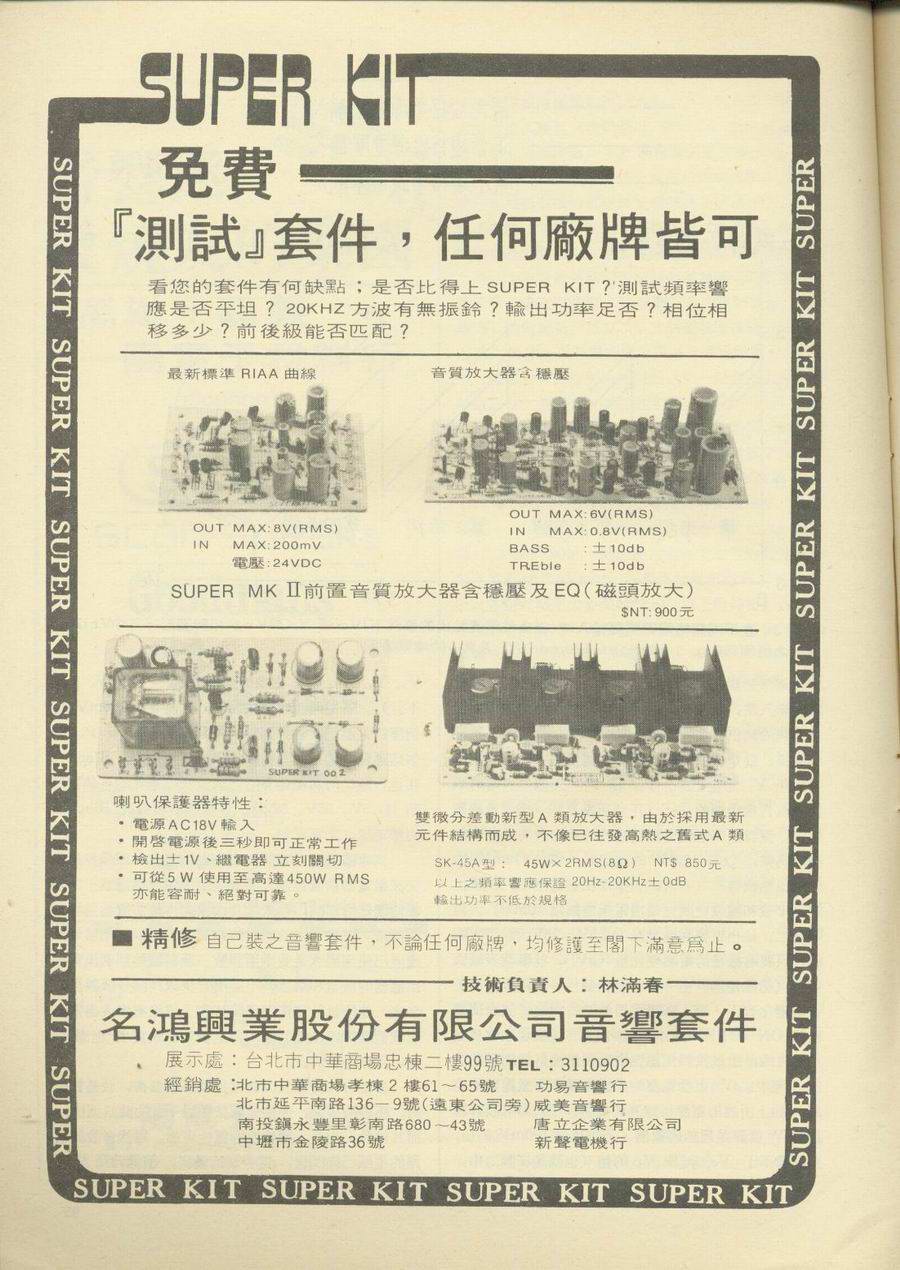 SUPER KIT
免費
『測試』套件，任何廠牌皆可
看您的套件有何缺點；是否比得上 SUPER KIT？測試頻率響
應是否平坦？ 20KHZ 方波有無振鈴？輸出功率足否？相位相
移多少？前後級能否匹配？
最新標準 RIAA 曲線
OUT MAX:8V(RMS)
IN MAX:200mV
電壓:24VDC
音質放大器含穩壓
OUT MAX:6V(RMS)
IN MAX:0.8V(RMS)
BASS :±10db
TREble :±10db
SUPER MK Ⅱ前置音質放大器含穩壓及EQ(磁頭放大)
$NT:900元
SUPER KIT 002
喇叭保護器特性：
・電源AC18V輸入
・開啓電源後三秒即可正常工作
・檢出±1V、繼電器 立刻關切
・可從5W使用至高達450W RMS
亦能容耐、絕對可靠。
雙微分差動新型A 類放大器，由於採用最新
元件結構而成，不像已往發高熱之舊式A 類
SK-45A型： 45W×2RMS(8Ω) NT$ 850元
以上之頻率響應保證 20Hz-20KHz±0dB
輸出功率不低於規格
■ 精修 自己裝之音響套件，不論任何廠牌，均修護至閣下滿意爲止。
技術負責人：林滿春
名鴻興業股份有限公司音響套件
展示處：台北市中華商場忠棟二樓99號TEL：3110902
經銷處：北市中華商場孝棟2樓61～65號 功易音響行
北市延平南路136－9號(遠東公司旁)威美音響行
南投鎮永豐里彰南路680～43號 唐立企業有限公司
中壢市金陵路36號 新聲電機行
SUPER KIT SUPER KIT SUPER KIT SUPER KIT SUPER KIT SUPER
SUPER KIT SUPER KIT SUPER KIT SUPER KIT SUPER KIT SUPER
SUPER KIT SUPER KIT SUPER KIT SUPER KIT